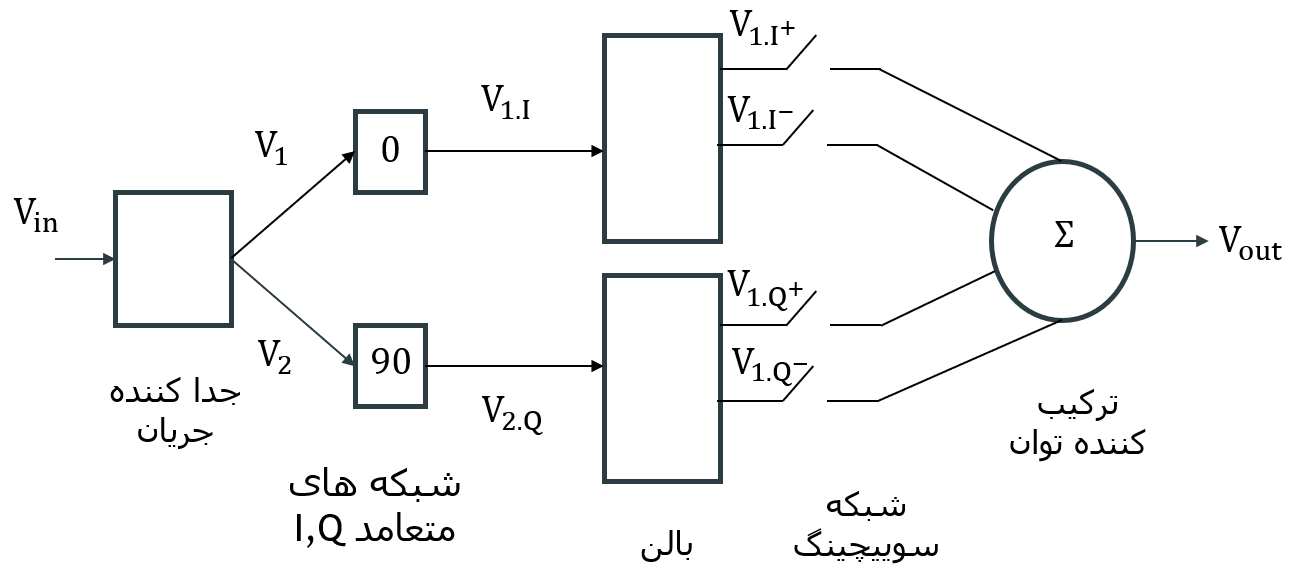 V₁.I⁺
V₁.I
V₁.I⁻
V₁
0
Vin
Σ
Vout
V₁.Q⁺
V₂
90
V₁.Q⁻
V₂.Q
جدا کننده
جریان
ترکیب
کننده توان
شبکه های
متعامد I,Q
بالن
شبکه
سوییچینگ